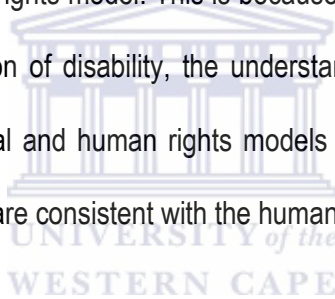 rights model. This is because
on of disability, the understan
al and human rights models
are consistent with the human
UNIVERSITY of the
WESTERN CAPE